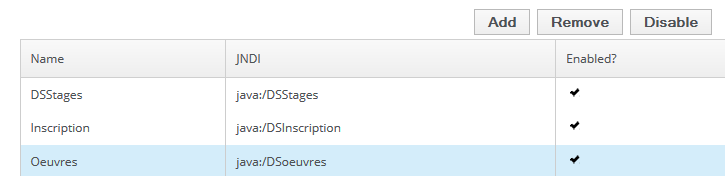 Add Remove Disable
Name JNDI Enabled?
DSStages java:/DSStages
Inscription java:/DSInscription
Oeuvres java:/DSoeuvres